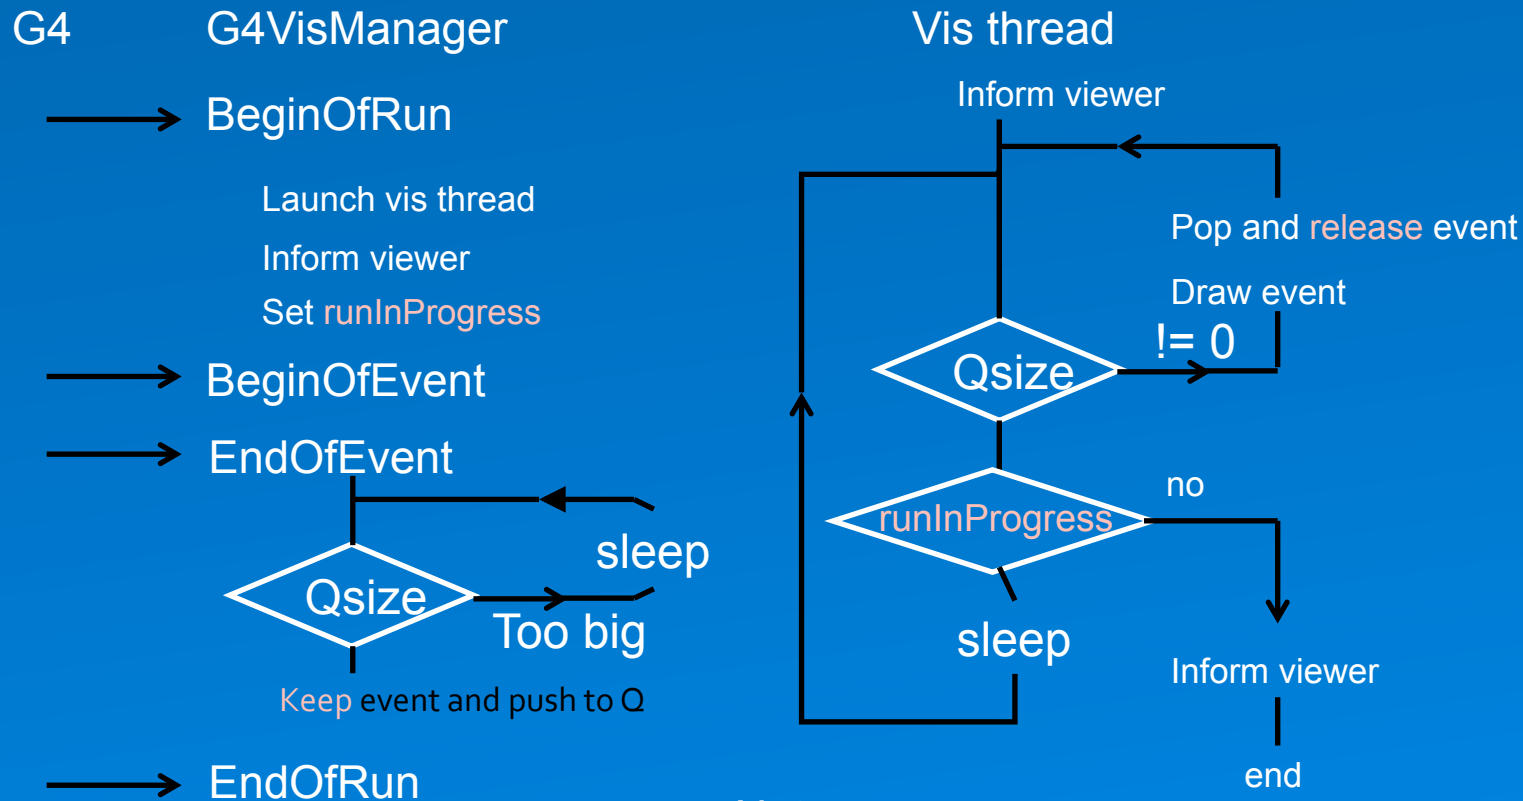 G4
G4VisManager
BeginOfRun
Launch vis thread
Inform viewer
Set runInProgress
BeginOfEvent
EndOfEvent
sleep
Qsize
Too big
Keep event and push to Q
EndOfRun
Vis thread
Inform viewer
Pop and release event
Draw event
!= 0
Qsize
runInProgress
no
sleep
Inform viewer
end